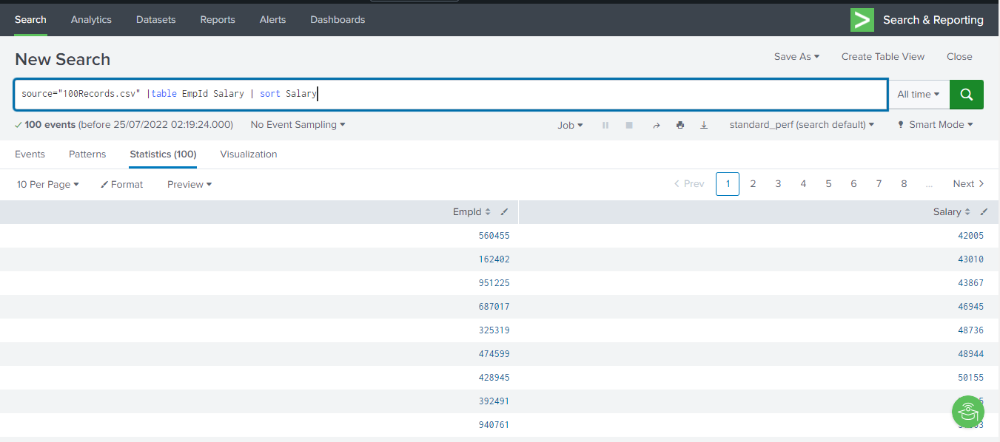 Search Analytics Datasets Reports Alerts Dashboards > Search & Reporting
New Search Save As Create Table View Close
source="100Records.csv" |table EmpId Salary | sort Salary All time
100 events (before 25/07/2022 02:19:24.000) No Event Sampling Job standard_perf (search default) Smart Mode
Events Patterns Statistics (100) Visualization
10 Per Page Format Preview < Prev 1 2 3 4 5 6 7 8 ... Next >
EmpId Salary
560455 42005
162402 43010
951225 43867
687017 46945
325319 48736
474599 48944
428945 50155
392491
940761